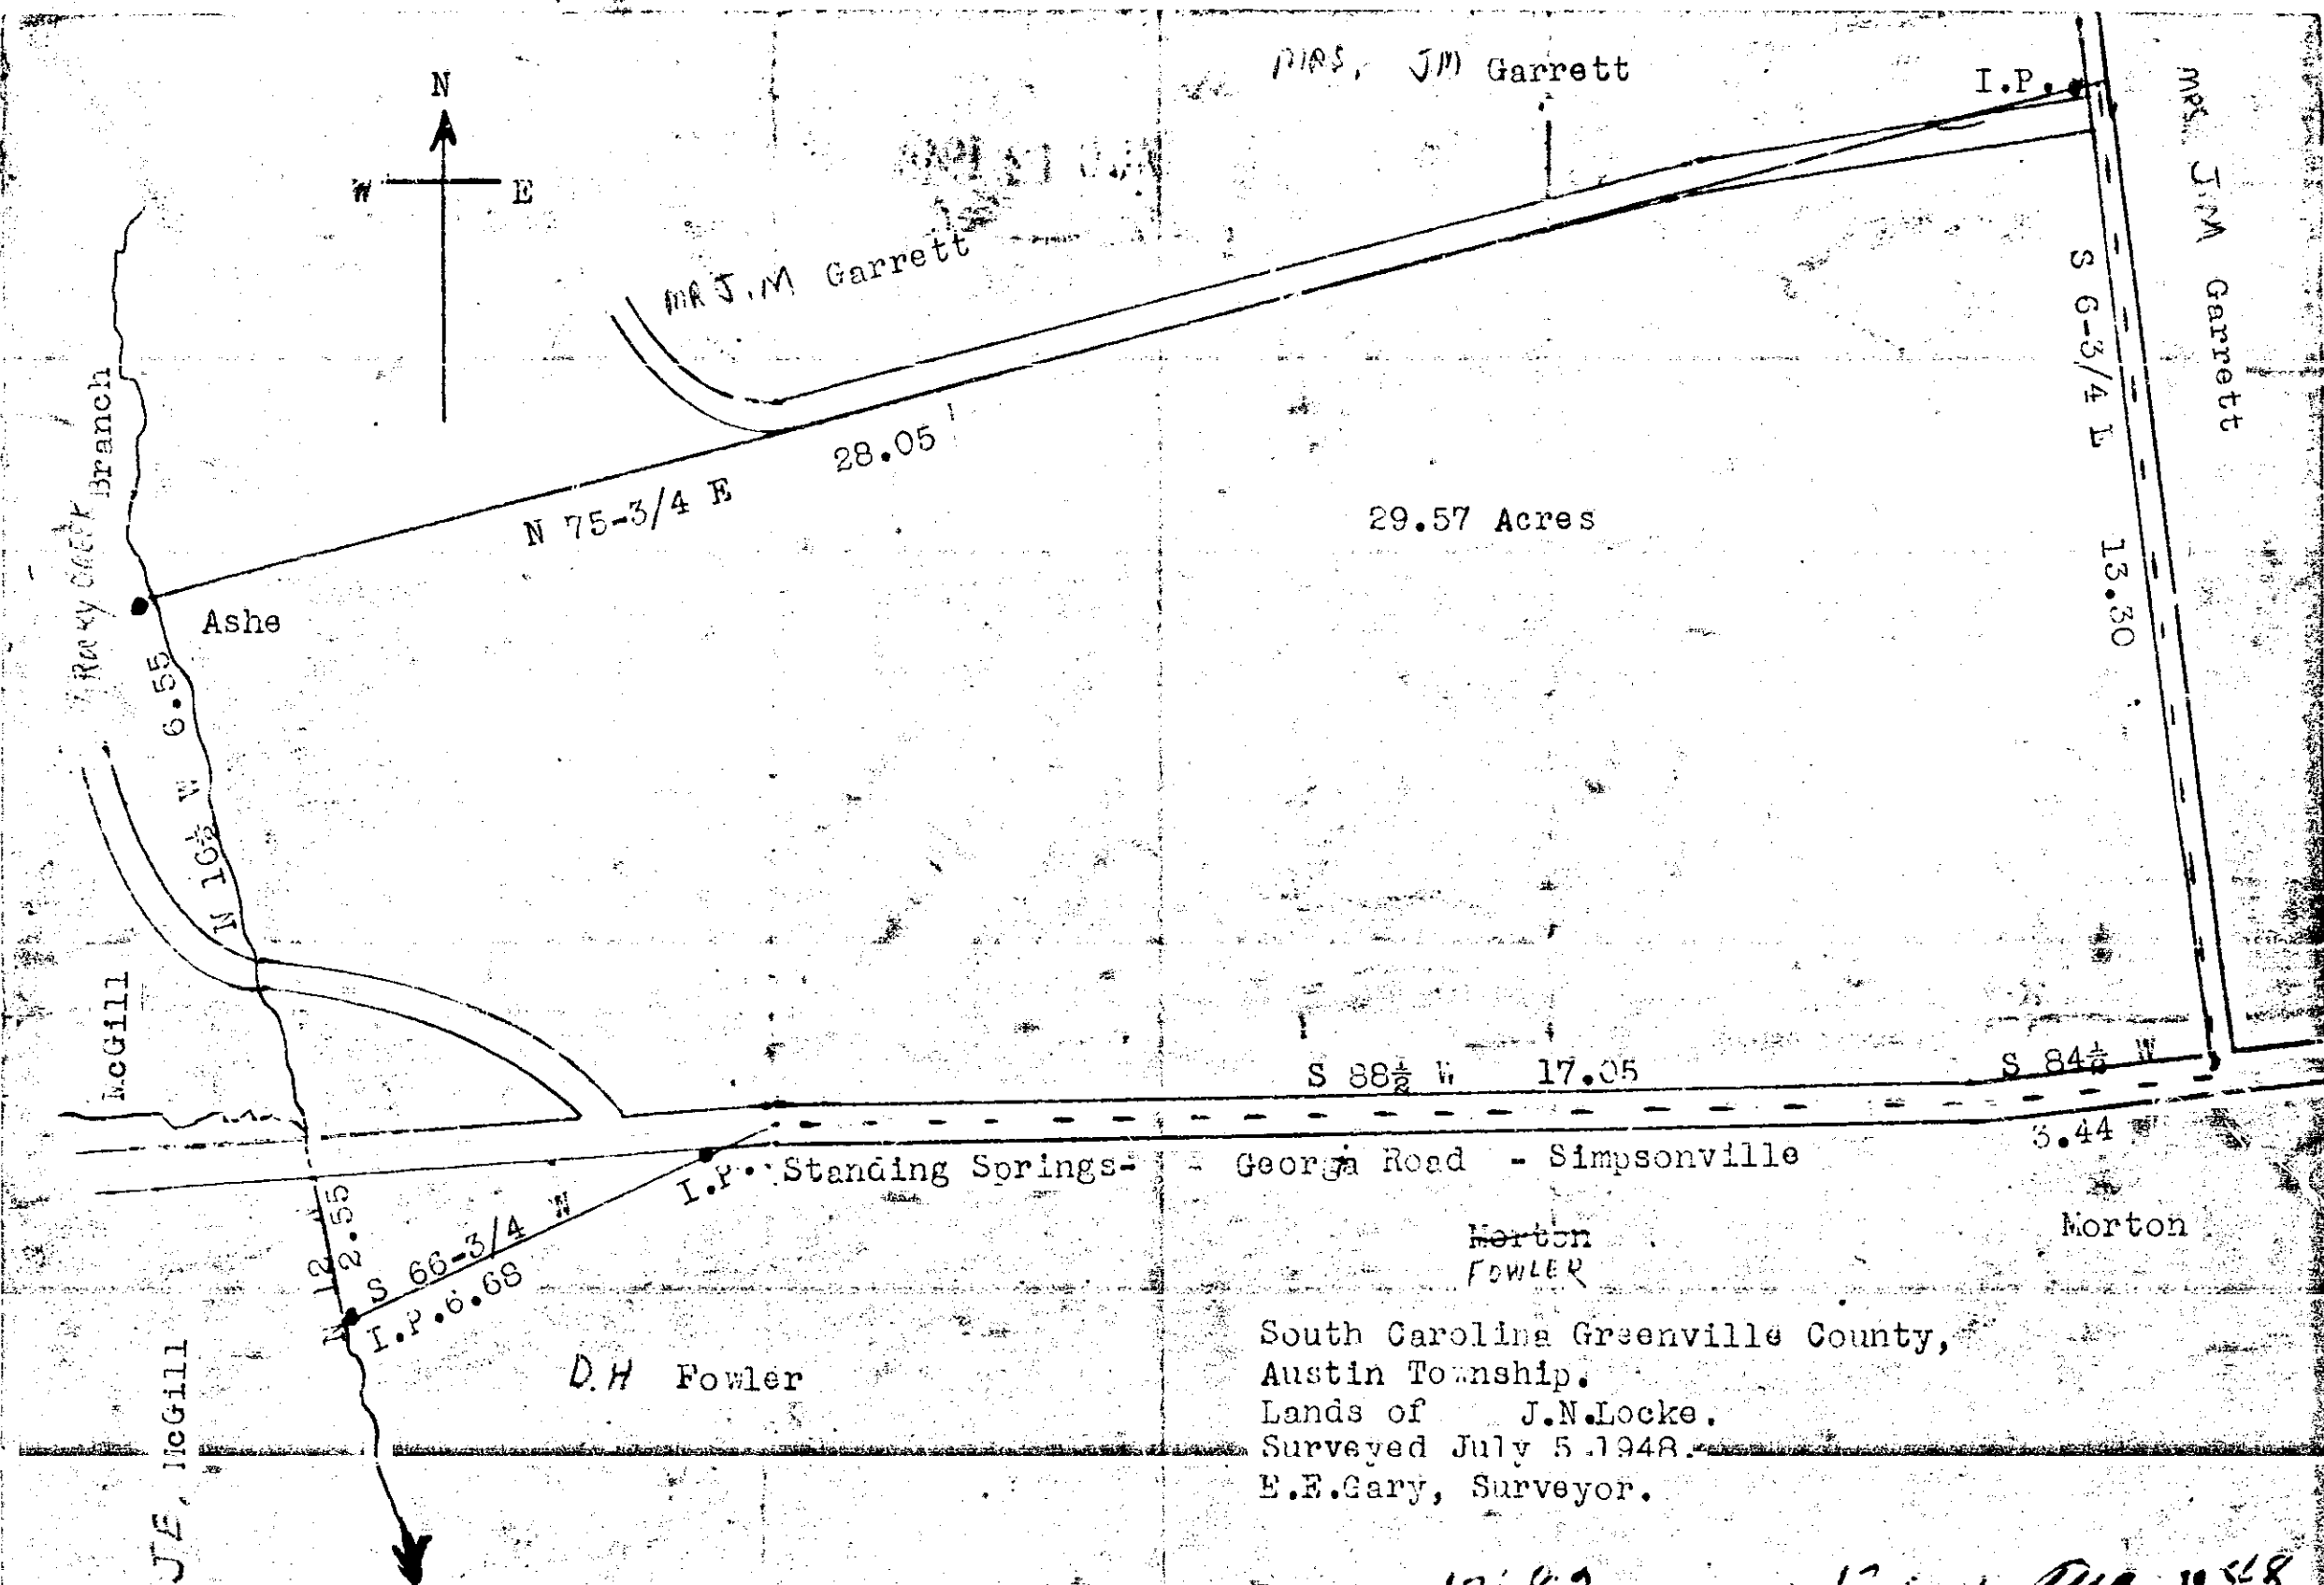 N
W E
MRS, JM Garrett
I.P.
MRS J.M Garrett
MR J.M Garrett
S 6-3/4 E
13.30
Branch
28.05
N 75-3/4 E
29.57 Acres
Ashe
N 10½ W 6.55
McGill
S 88½ W 17.05
S 84½ W
3.44
I.P. Standing Springs- Georgia Road - Simpsonville
N 12 W 2.55
S 66-3/4 W
I.P. 6.68
Morton
FOWLER
Morton
D.H Fowler
J.E. McGill
South Carolina Greenville County,
Austin Township.
Lands of J.N.Locke.
Surveyed July 5 1948.
E.E.Gary, Surveyor.